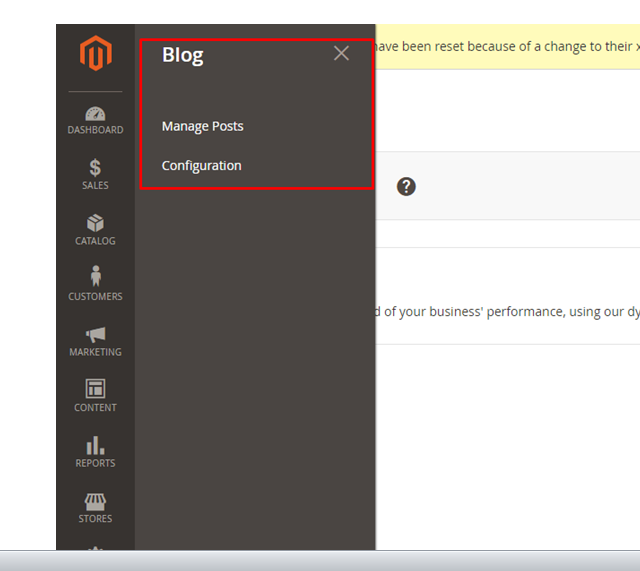 Blog
have been reset because of a change to their
Manage Posts
Configuration
?
DASHBOARD
$
SALES
CATALOG
CUSTOMERS
d of your business' performance, using our dy
MARKETING
CONTENT
REPORTS
STORES